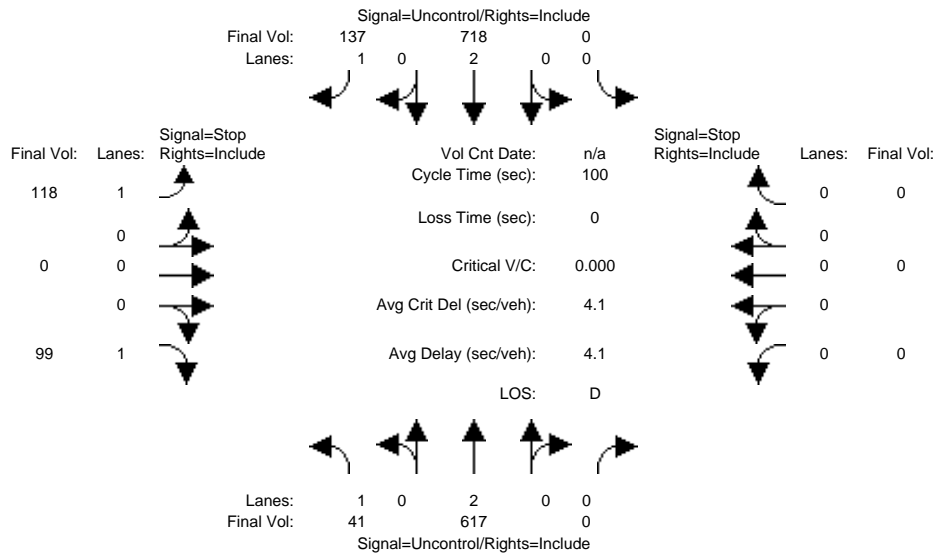 Signal=Uncontrol/Rights=Include
Final Vol: 137 718 0
Lanes: 1 0 2 0 0
Signal=Stop Signal=Stop
Final Vol: Lanes: Rights=Include Vol Cnt Date: n/a Rights=Include Lanes: Final Vol:
Cycle Time (sec): 100
118 1 0 0
Loss Time (sec): 0
0 0
0 0 Critical V/C: 0.000 0 0
0 Avg Crit Del (sec/veh): 4.1 0
99 1 Avg Delay (sec/veh): 4.1 0 0
LOS: D
Lanes: 1 0 2 0 0
Final Vol: 41 617 0
Signal=Uncontrol/Rights=Include